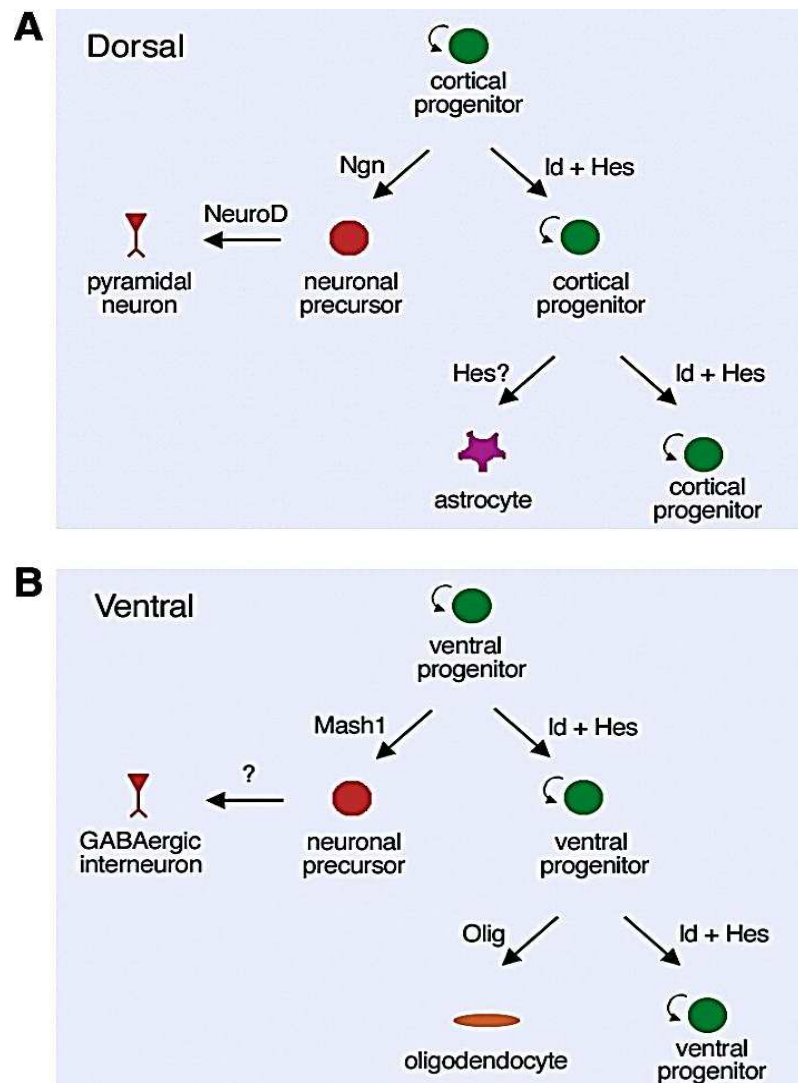 A
Dorsal
cortical
progenitor
Ngn
Id + Hes
NeuroD
pyramidal
neuron
neuronal
precursor
cortical
progenitor
Hes?
Id + Hes
astrocyte
cortical
progenitor
B
Ventral
ventral
progenitor
Mash1
Id + Hes
?
GABAergic
interneuron
neuronal
precursor
ventral
progenitor
Olig
Id + Hes
oligodendocyte
ventral
progenitor